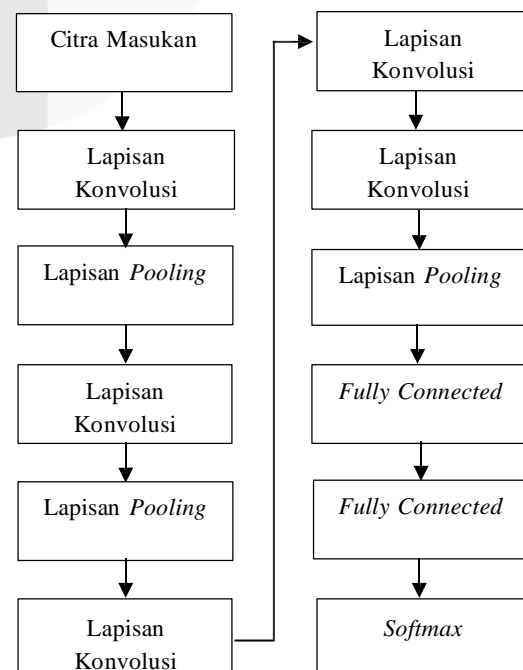 Citra Masukan
Lapisan
Konvolusi
Lapisan Pooling
Lapisan
Konvolusi
Lapisan Pooling
Lapisan
Konvolusi
Lapisan
Konvolusi
Lapisan
Konvolusi
Lapisan Pooling
Fully Connected
Fully Connected
Softmax